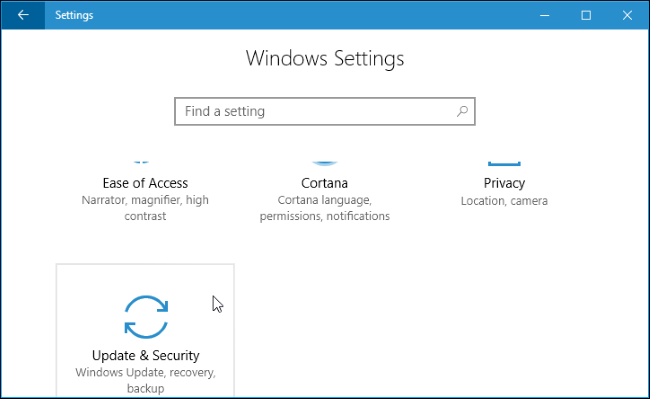 Settings
Windows Settings
Find a setting
Ease of Access
Narrator, magnifier, high
contrast
Cortana
Cortana language,
permissions, notifications
Privacy
Location, camera
Update & Security
Windows Update, recovery,
backup